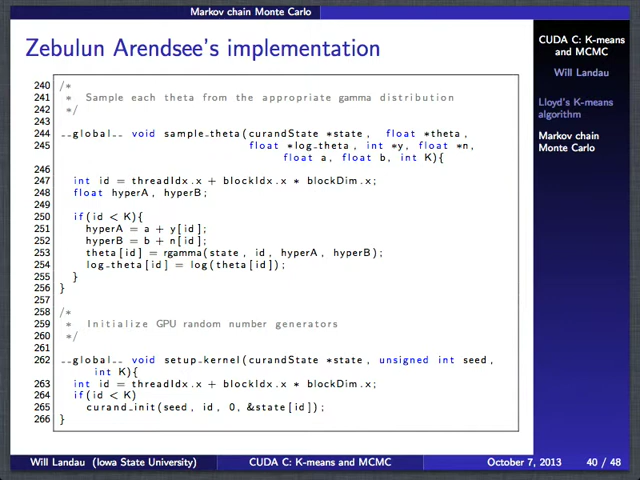 Markov chain Monte Carlo
Zebulun Arendsee's implementation
240 /*
241 * Sample each theta from the appropriate gamma distribution
242 */
243
244 __global__ void sample_theta(curandState *state, float *theta,
245 float *log_theta, int *y, float *n,
float a, float b, int K){
246
247 int id = threadIdx.x + blockIdx.x * blockDim.x;
248 float hyperA, hyperB;
249
250 if(id < K){
251 hyperA = a + y[id];
252 hyperB = b + n[id];
253 theta[id] = rgamma(state, id, hyperA, hyperB);
254 log_theta[id] = log(theta[id]);
255 }
256 }
257
258 /*
259 * Initialize GPU random number generators
260 */
261
262 __global__ void setup_kernel(curandState *state, unsigned int seed,
int K){
263 int id = threadIdx.x + blockIdx.x * blockDim.x;
264 if(id < K)
265 curand_init(seed, id, 0, &state[id]);
266 }
CUDA C: K-means
and MCMC
Will Landau
Lloyd's K-means
algorithm
Markov chain
Monte Carlo
Will Landau (Iowa State University) CUDA C: K-means and MCMC October 7, 2013 40 / 48